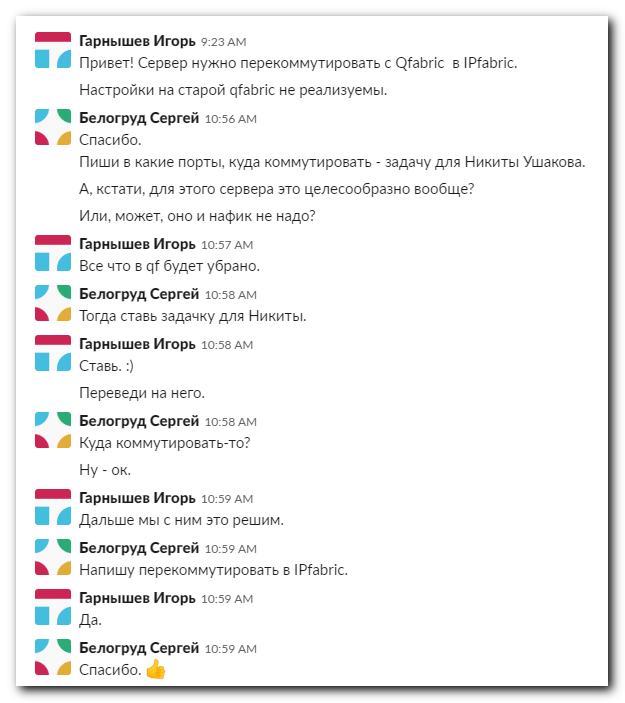 Гарнышев Игорь 9:23 AM
Привет! Сервер нужно перекоммутировать с Qfabric в IPfabric.
Настройки на старой qfabric не реализуемы.
Белогруд Сергей 10:56 AM
Спасибо.
Пиши в какие порты, куда коммутировать - задачу для Никиты Ушакова.
А, кстати, для этого сервера это целесообразно вообще?
Или, может, оно и нафик не надо?
Гарнышев Игорь 10:57 AM
Все что в qf будет убрано.
Белогруд Сергей 10:58 AM
Тогда ставь задачку для Никиты.
Гарнышев Игорь 10:58 AM
Ставь. :)
Переведи на него.
Белогруд Сергей 10:58 AM
Куда коммутировать-то?
Ну - ок.
Гарнышев Игорь 10:59 AM
Дальше мы с ним это решим.
Белогруд Сергей 10:59 AM
Напишу перекоммутировать в IPfabric.
Гарнышев Игорь 10:59 AM
Да.
Белогруд Сергей 10:59 AM
Спасибо. 👍